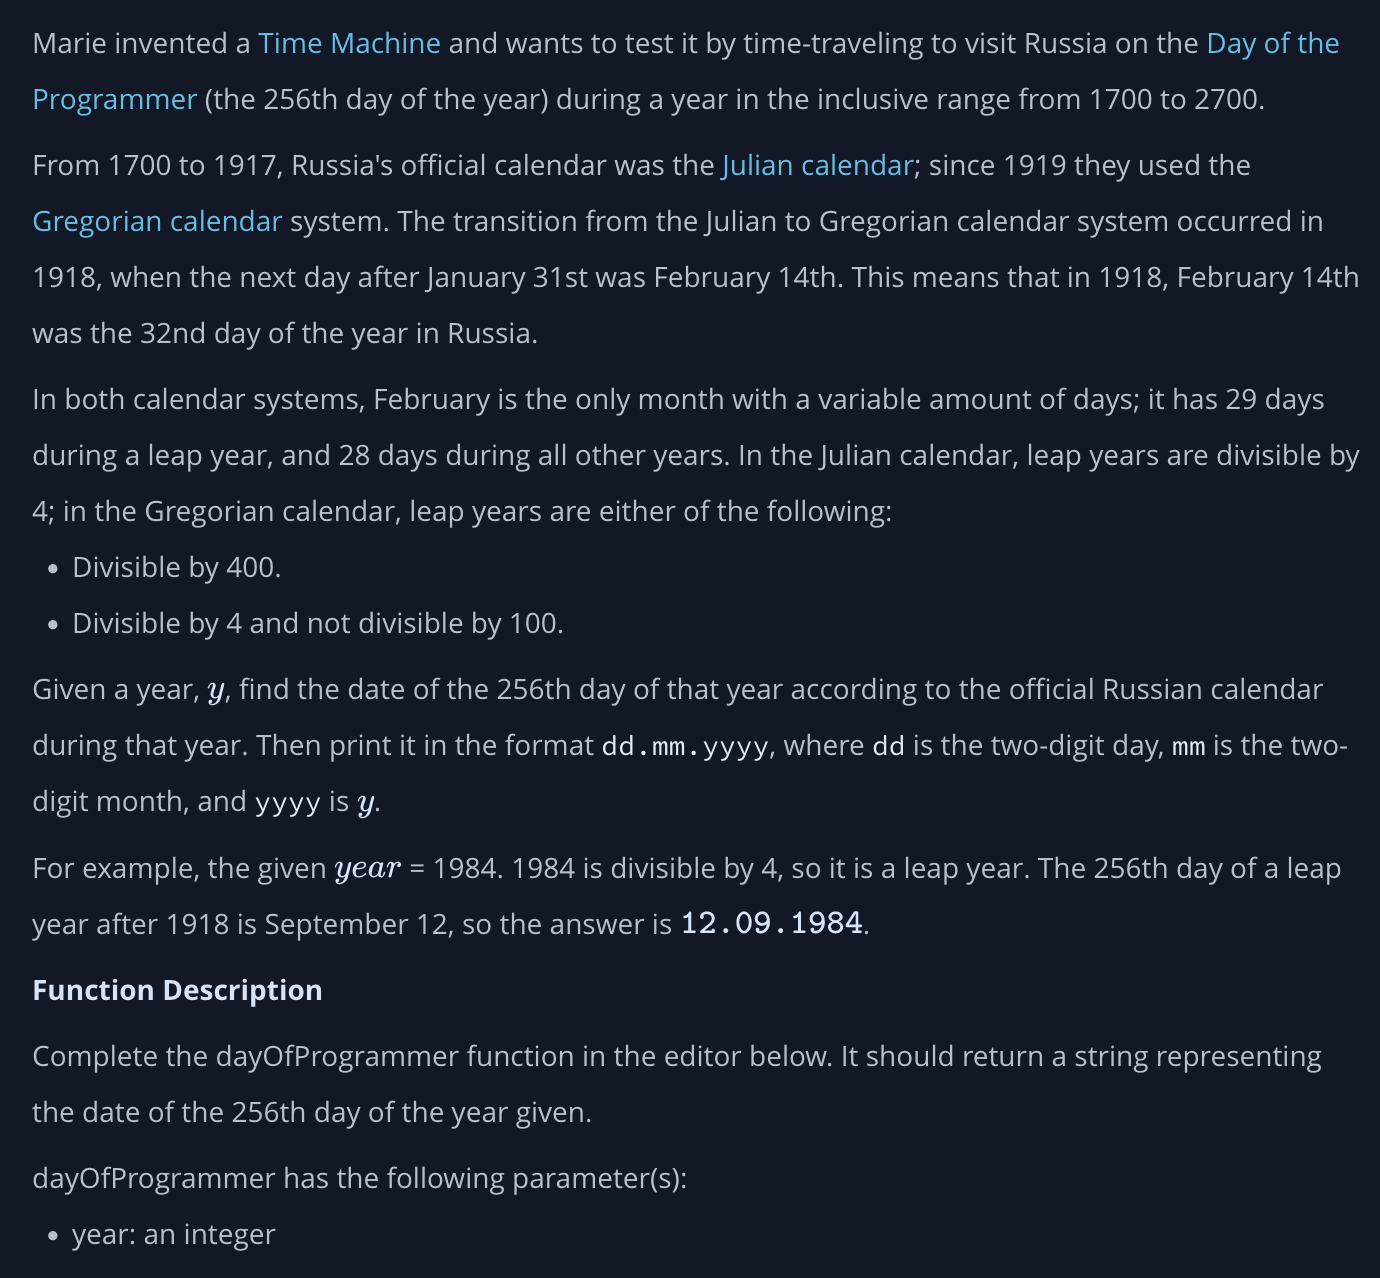 Marie invented a Time Machine and wants to test it by time-traveling to visit Russia on the Day of the
Programmer (the 256th day of the year) during a year in the inclusive range from 1700 to 2700.
From 1700 to 1917, Russia's official calendar was the Julian calendar; since 1919 they used the
Gregorian calendar system. The transition from the Julian to Gregorian calendar system occurred in
1918, when the next day after January 31st was February 14th. This means that in 1918, February 14th
was the 32nd day of the year in Russia.
In both calendar systems, February is the only month with a variable amount of days; it has 29 days
during a leap year, and 28 days during all other years. In the Julian calendar, leap years are divisible by
4; in the Gregorian calendar, leap years are either of the following:
• Divisible by 400.
• Divisible by 4 and not divisible by 100.
Given a year, y, find the date of the 256th day of that year according to the official Russian calendar
during that year. Then print it in the format dd.mm.yyyy, where dd is the two-digit day, mm is the two-
digit month, and yyyy is y.
For example, the given year = 1984. 1984 is divisible by 4, so it is a leap year. The 256th day of a leap
year after 1918 is September 12, so the answer is 12.09.1984.
Function Description
Complete the dayOfProgrammer function in the editor below. It should return a string representing
the date of the 256th day of the year given.
dayOfProgrammer has the following parameter(s):
• year: an integer